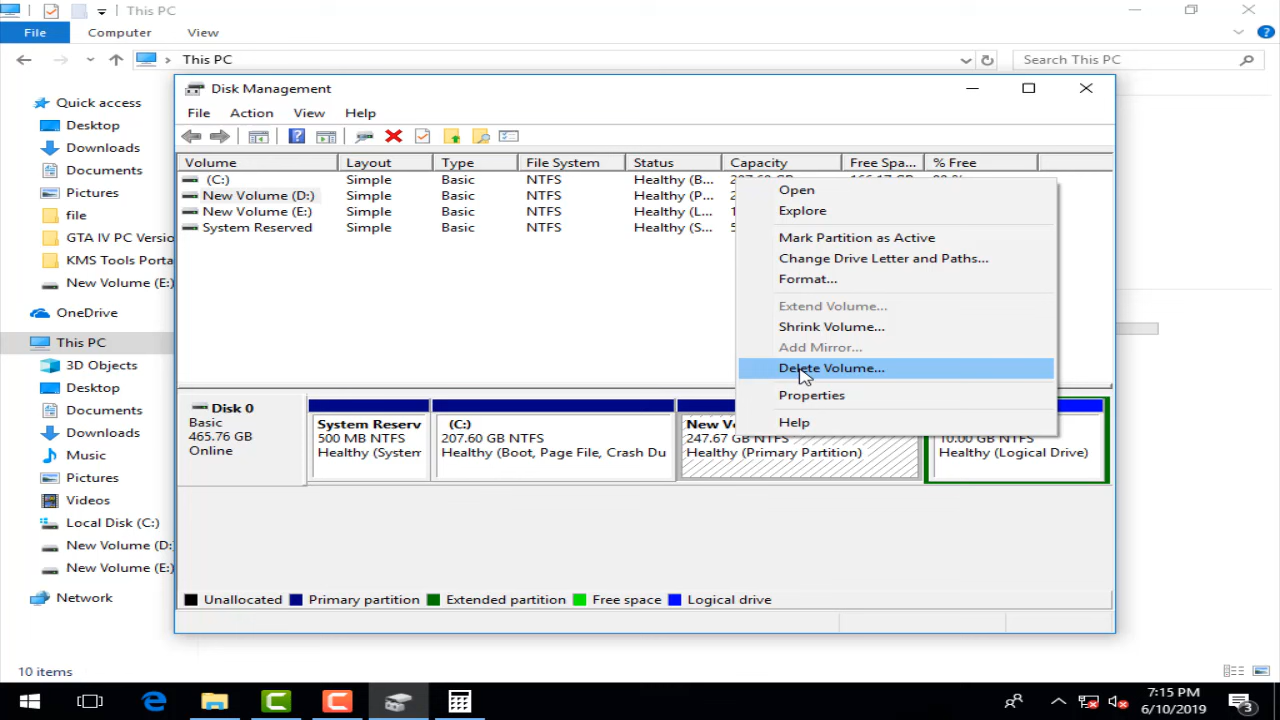 This PC
File Computer View
This PC Search This PC
Quick access
Desktop
Downloads
Documents
Pictures
file
GTA IV PC Versio
KMS Tools Porta
New Volume (E:)
OneDrive
This PC
3D Objects
Desktop
Documents
Downloads
Music
Pictures
Videos
Local Disk (C:)
New Volume (D:)
New Volume (E:)
Network
10 items
Disk Management
File Action View Help
Volume Layout Type File System Status Capacity Free Spa... % Free
(C:) Simple Basic NTFS Healthy (B...
New Volume (D:) Simple Basic NTFS Healthy (P...
New Volume (E:) Simple Basic NTFS Healthy (L...
System Reserved Simple Basic NTFS Healthy (S...
Open
Explore
Mark Partition as Active
Change Drive Letter and Paths...
Format...
Extend Volume...
Shrink Volume...
Add Mirror...
Delete Volume...
Properties
Help
Disk 0
Basic
465.76 GB
Online
System Reserv
500 MB NTFS
Healthy (System
(C:)
207.60 GB NTFS
Healthy (Boot, Page File, Crash Du
New V
247.67 GB NTFS
Healthy (Primary Partition)
10.00 GB NTFS
Healthy (Logical Drive)
Unallocated Primary partition Extended partition Free space Logical drive
7:15 PM
6/10/2019
3